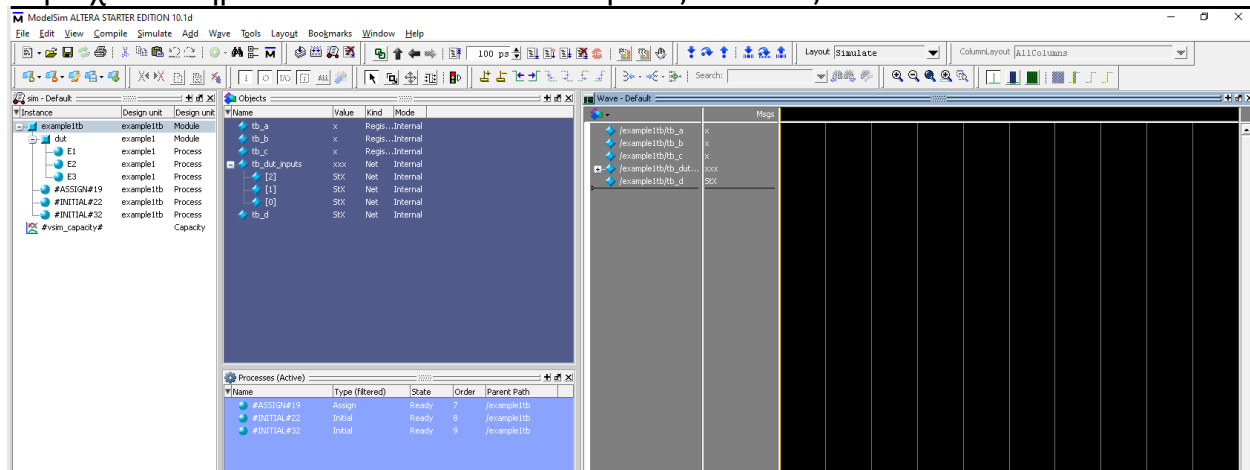 ModelSim ALTERA STARTER EDITION 10.1d
File Edit View Compile Simulate Add Wave Tools Layout Bookmarks Window Help
100 ps
Layout Simulate
ColumnLayout AllColumns
Search:
sim - Default
Instance Design unit Design unit
example1tb example1tb Module
dut example1 Module
E1 example1 Process
E2 example1 Process
E3 example1 Process
#ASSIGN#19 example1tb Process
#INITIAL#22 example1tb Process
#INITIAL#32 example1tb Process
#vsim_capacity# Capacity
Objects
Name Value Kind Mode
tb_a x Regis... Internal
tb_b x Regis... Internal
tb_c x Regis... Internal
tb_dut_inputs xxx Net Internal
[2] StX Net Internal
[1] StX Net Internal
[0] StX Net Internal
tb_d StX Net Internal
Processes (Active)
Name Type (filtered) State Order Parent Path
#ASSIGN#19 Assign Ready 7 /example1tb
#INITIAL#22 Initial Ready 8 /example1tb
#INITIAL#32 Initial Ready 9 /example1tb
Wave - Default
Msgs
/example1tb/tb_a x
/example1tb/tb_b x
/example1tb/tb_c x
/example1tb/tb_dut... xxx
/example1tb/tb_d StX